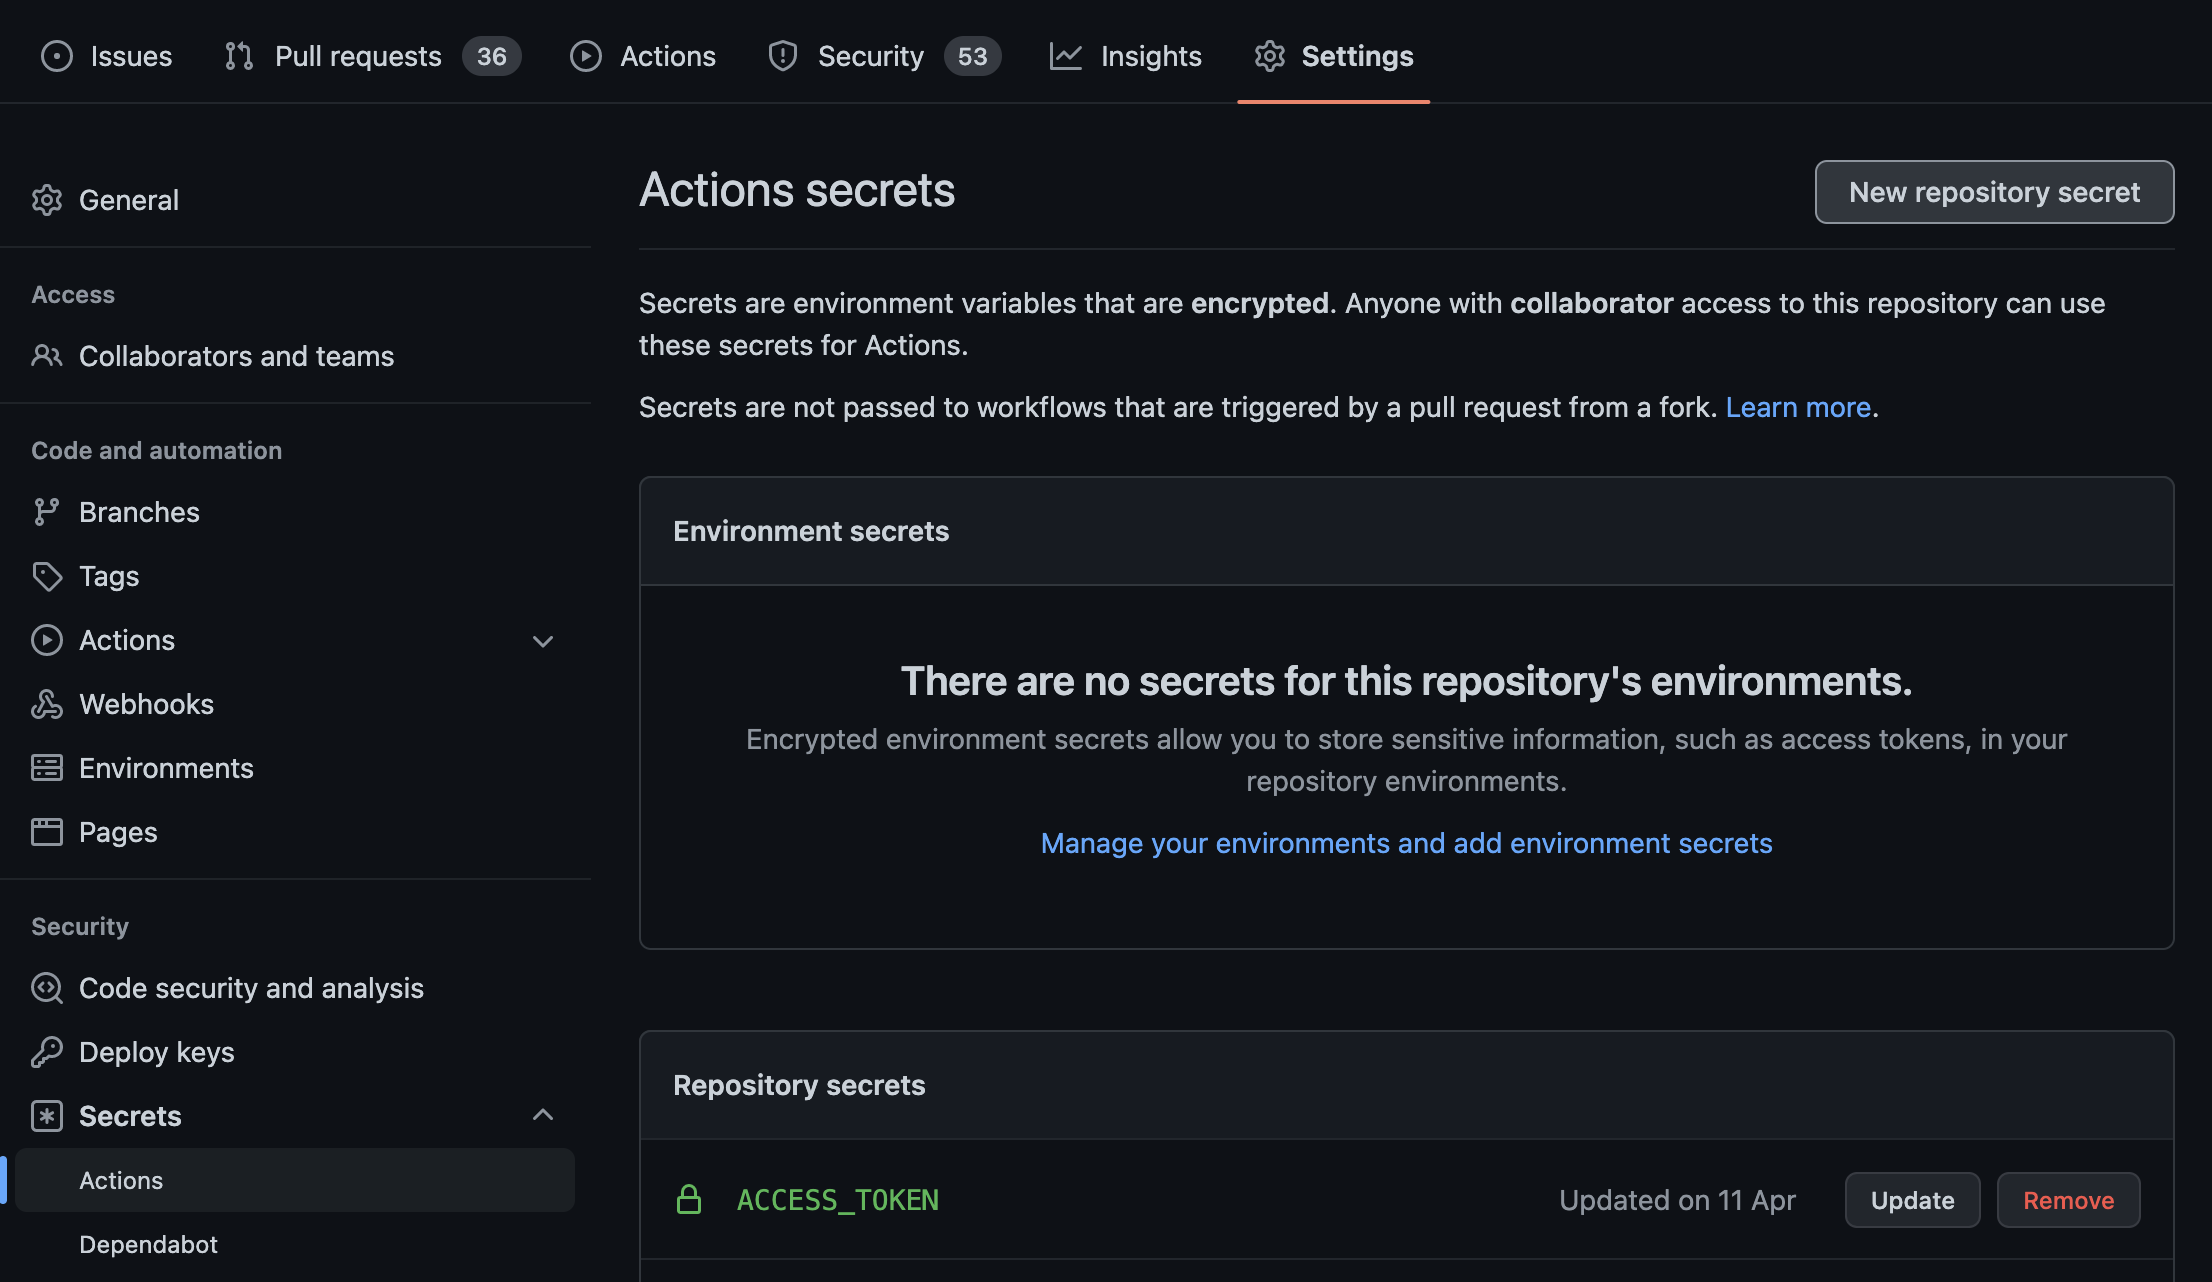 Issues
Pull requests 36
Actions
Security 53
Insights
Settings
General
Access
Collaborators and teams
Code and automation
Branches
Tags
Actions
Webhooks
Environments
Pages
Security
Code security and analysis
Deploy keys
Secrets
Actions
Dependabot
Actions secrets
New repository secret
Secrets are environment variables that are encrypted. Anyone with collaborator access to this repository can use
these secrets for Actions.
Secrets are not passed to workflows that are triggered by a pull request from a fork. Learn more.
Environment secrets
There are no secrets for this repository's environments.
Encrypted environment secrets allow you to store sensitive information, such as access tokens, in your
repository environments.
Manage your environments and add environment secrets
Repository secrets
ACCESS_TOKEN
Updated on 11 Apr
Update
Remove